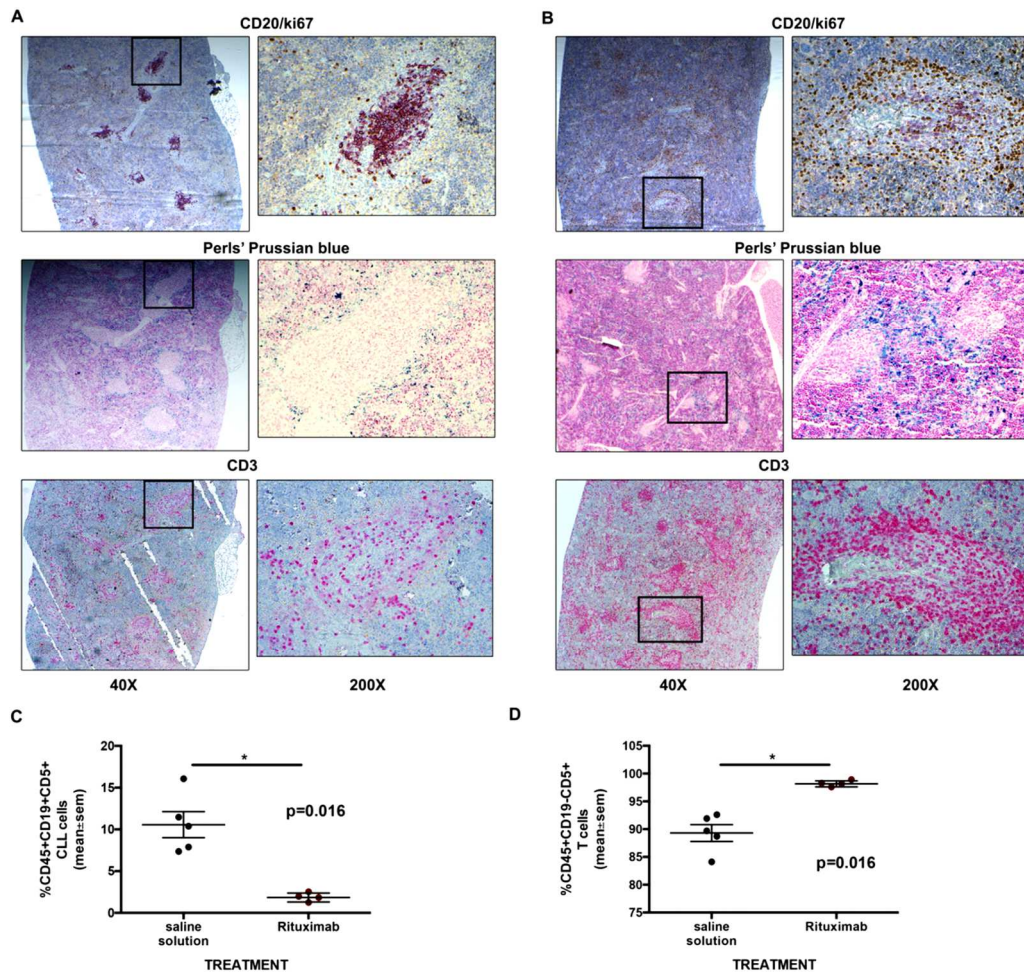 A
CD20/ki67
Perls' Prussian blue
CD3
40X
200X
B
CD20/ki67
Perls' Prussian blue
CD3
40X
200X
C
%CD45+CD19+CD5+
CLL cells
(mean±sem)
20
15
10
5
0
*
p=0.016
saline
solution
Rituximab
TREATMENT
D
%CD45+CD19-CD5+
T cells
(mean±sem)
105
100
95
90
85
80
75
*
p=0.016
saline
solution
Rituximab
TREATMENT